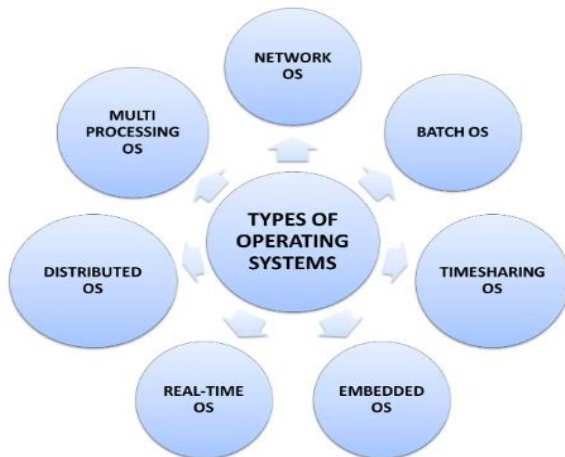 NETWORK
OS
MULTI
PROCESSING
OS
BATCH OS
TYPES OF
OPERATING
SYSTEMS
DISTRIBUTED
OS
TIMESHARING
OS
REAL-TIME
OS
EMBEDDED
OS